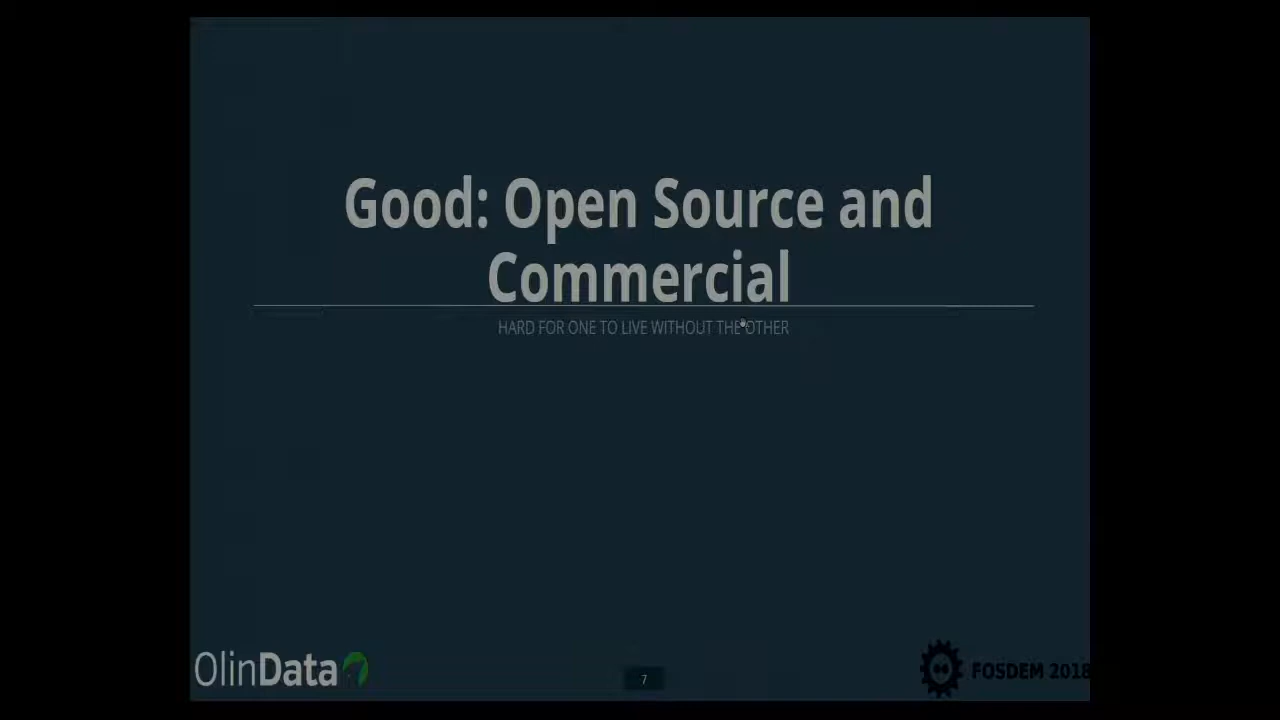 Good: Open Source and
Commercial
HARD FOR ONE TO LIVE WITHOUT THE OTHER
OlinData
7
FOSDEM 2018